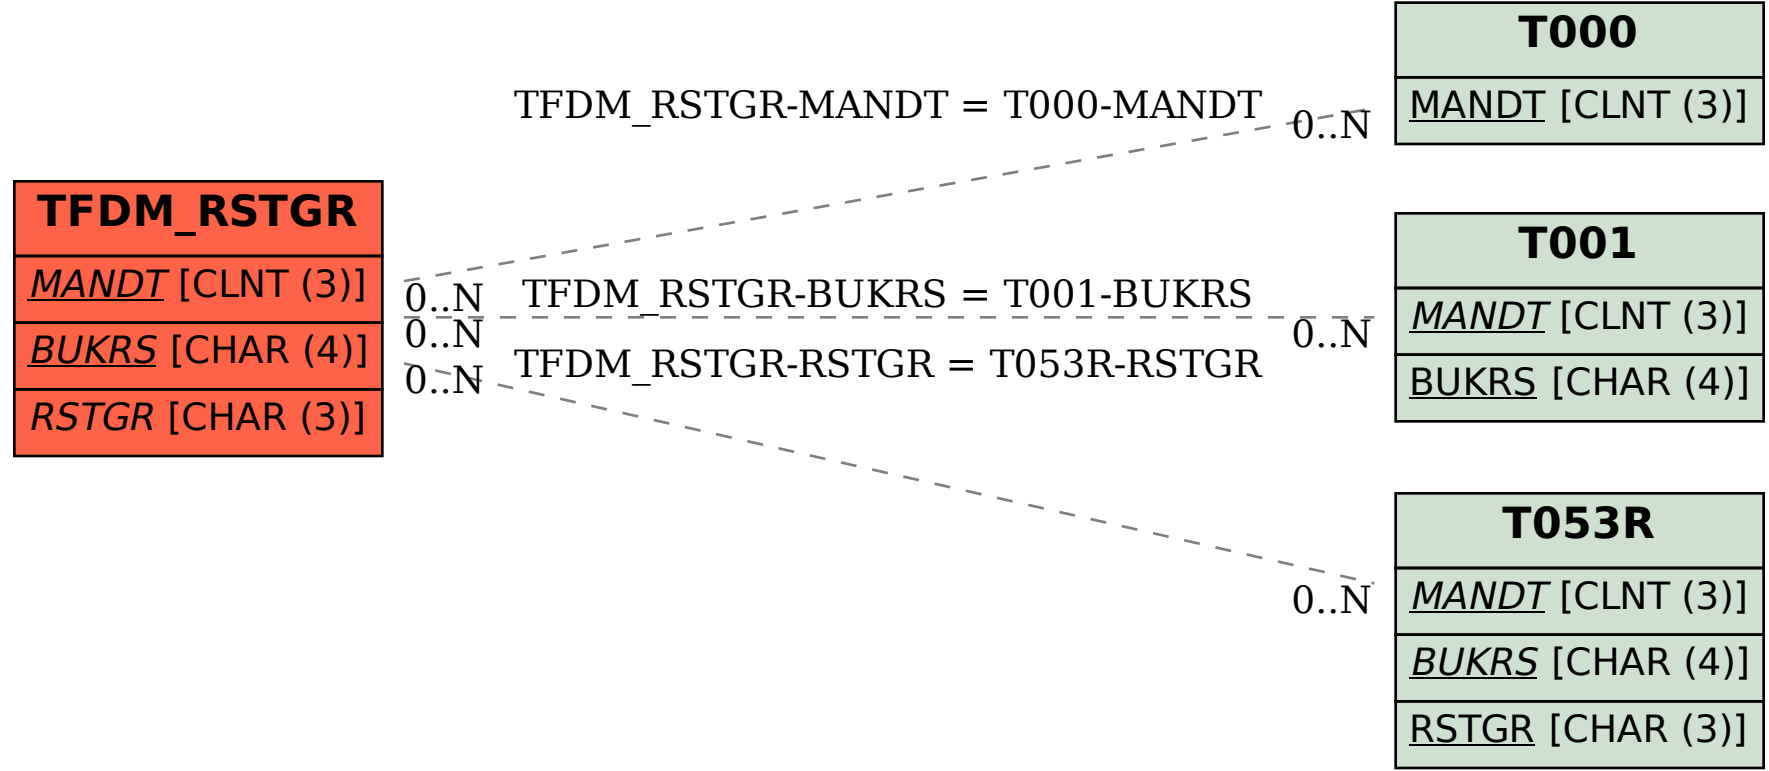 TFDM_RSTGR
MANDT [CLNT (3)]
BUKRS [CHAR (4)]
RSTGR [CHAR (3)]
TFDM_RSTGR-MANDT = T000-MANDT
0..N
0..N
TFDM_RSTGR-BUKRS = T001-BUKRS
0..N
0..N
TFDM_RSTGR-RSTGR = T053R-RSTGR
0..N
0..N
T000
MANDT [CLNT (3)]
T001
MANDT [CLNT (3)]
BUKRS [CHAR (4)]
T053R
MANDT [CLNT (3)]
BUKRS [CHAR (4)]
RSTGR [CHAR (3)]